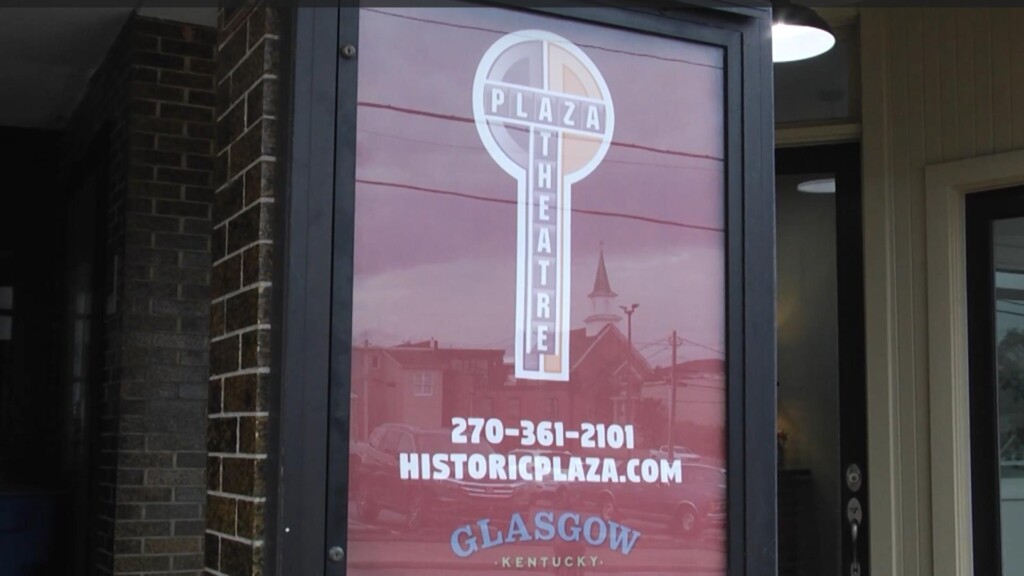 PLAZA
THEATRE
270-361-2101
HISTORICPLAZA.COM
GLASGOW
·KENTUCKY·